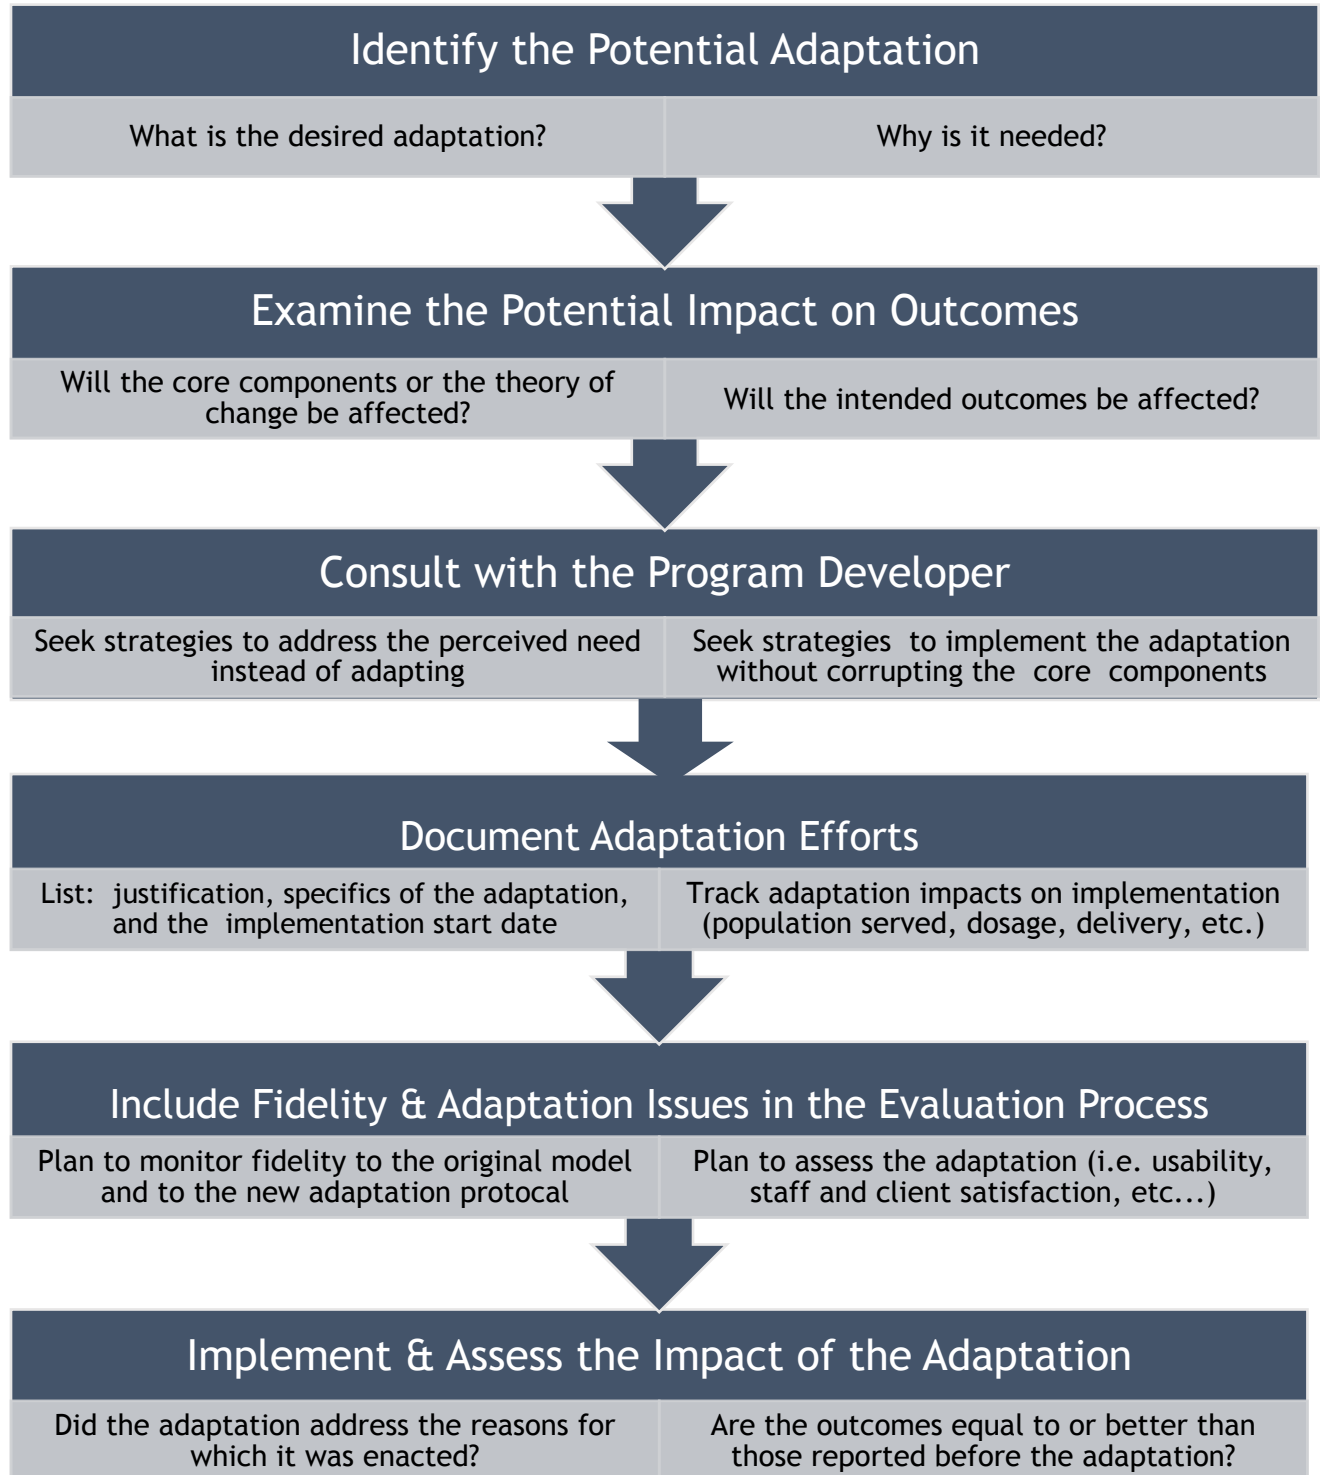 Identify the Potential Adaptation
What is the desired adaptation?
Why is it needed?
Examine the Potential Impact on Outcomes
Will the core components or the theory of
change be affected?
Will the intended outcomes be affected?
Consult with the Program Developer
Seek strategies to address the perceived need
instead of adapting
Seek strategies to implement the adaptation
without corrupting the core components
Document Adaptation Efforts
List: justification, specifics of the adaptation,
and the implementation start date
Track adaptation impacts on implementation
(population served, dosage, delivery, etc.)
Include Fidelity & Adaptation Issues in the Evaluation Process
Plan to monitor fidelity to the original model
and to the new adaptation protocal
Plan to assess the adaptation (i.e. usability,
staff and client satisfaction, etc...)
Implement & Assess the Impact of the Adaptation
Did the adaptation address the reasons for
which it was enacted?
Are the outcomes equal to or better than
those reported before the adaptation?